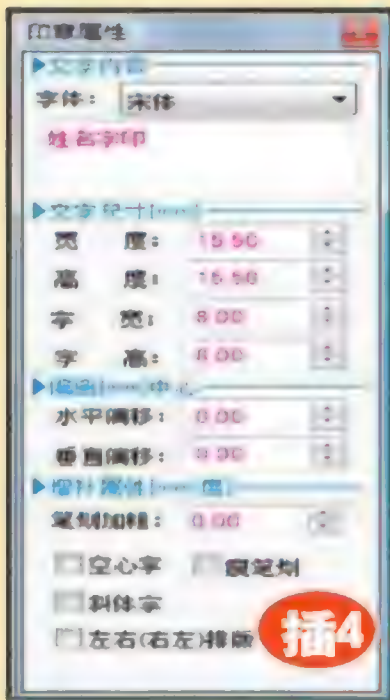 印章属性
文字内容
字体： 宋体
姓名字印
文字尺寸[mm]
宽 度： 15.50
高 度： 15.50
字 宽： 8.00
字 高： 8.00
水平偏移： 0.00
垂直偏移： 0.00
笔划加粗： 0.00
空心字
斜体字
左右(右左)排版
插4